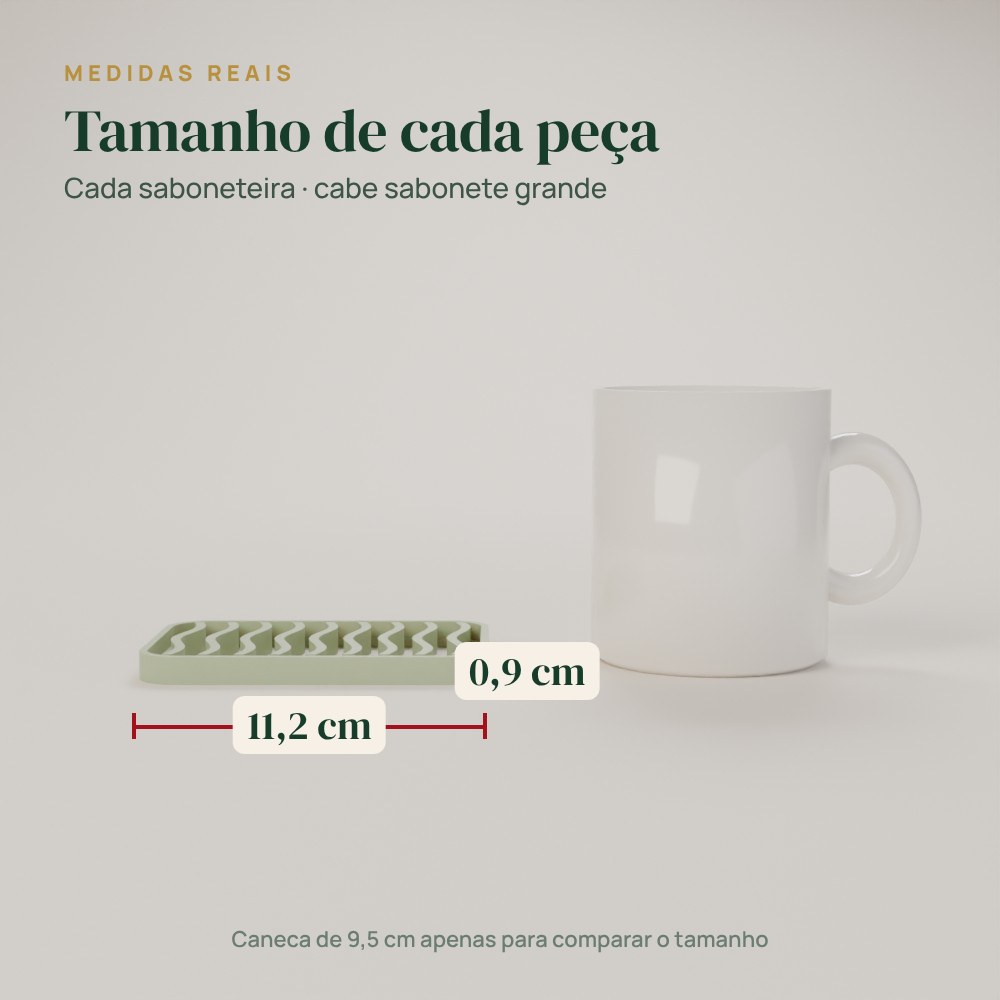 MEDIDAS REAIS
Tamanho de cada peça
Cada saboneteira · cabe sabonete grande
0,9 cm
11,2 cm
Caneca de 9,5 cm apenas para comparar o tamanho